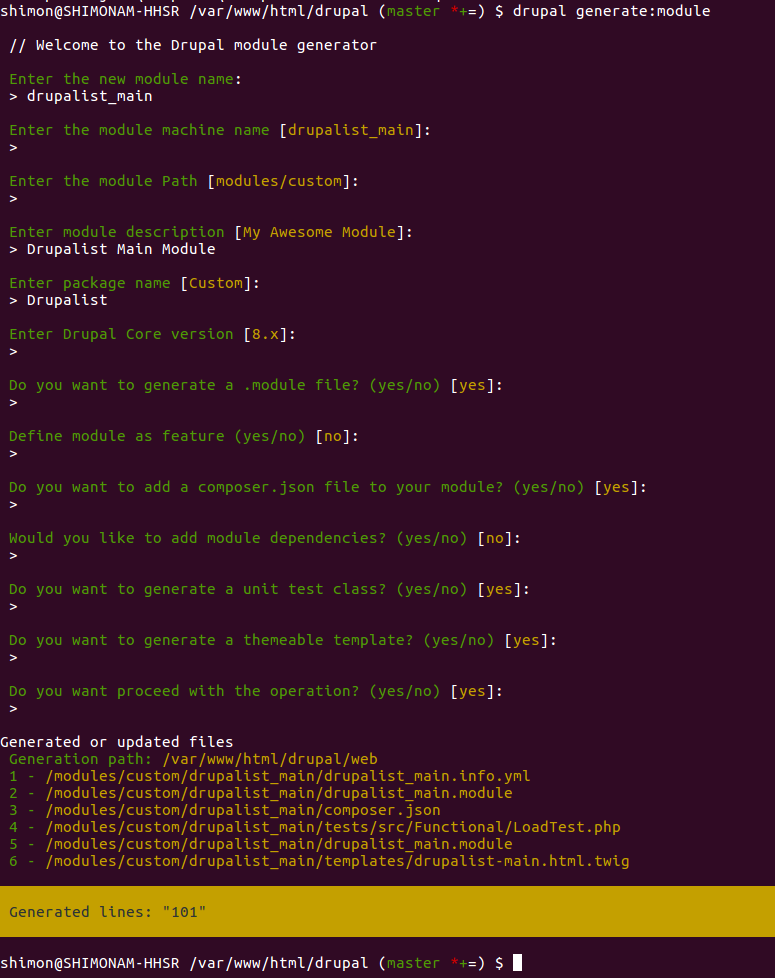 shimon@SHIMONAM-HHSR /var/www/html/drupal (master *+=) $ drupal generate:module
// Welcome to the Drupal module generator
Enter the new module name:
> drupalist_main
Enter the module machine name [drupalist_main]:
>
Enter the module Path [modules/custom]:
>
Enter module description [My Awesome Module]:
> Drupalist Main Module
Enter package name [Custom]:
> Drupalist
Enter Drupal Core version [8.x]:
>
Do you want to generate a .module file? (yes/no) [yes]:
>
Define module as feature (yes/no) [no]:
>
Do you want to add a composer.json file to your module? (yes/no) [yes]:
>
Would you like to add module dependencies? (yes/no) [no]:
>
Do you want to generate a unit test class? (yes/no) [yes]:
>
Do you want to generate a themeable template? (yes/no) [yes]:
>
Do you want proceed with the operation? (yes/no) [yes]:
>
Generated or updated files
Generation path: /var/www/html/drupal/web
1 - /modules/custom/drupalist_main/drupalist_main.info.yml
2 - /modules/custom/drupalist_main/drupalist_main.module
3 - /modules/custom/drupalist_main/composer.json
4 - /modules/custom/drupalist_main/tests/src/Functional/LoadTest.php
5 - /modules/custom/drupalist_main/drupalist_main.module
6 - /modules/custom/drupalist_main/templates/drupalist-main.html.twig
Generated lines: "101"
shimon@SHIMONAM-HHSR /var/www/html/drupal (master *+=) $